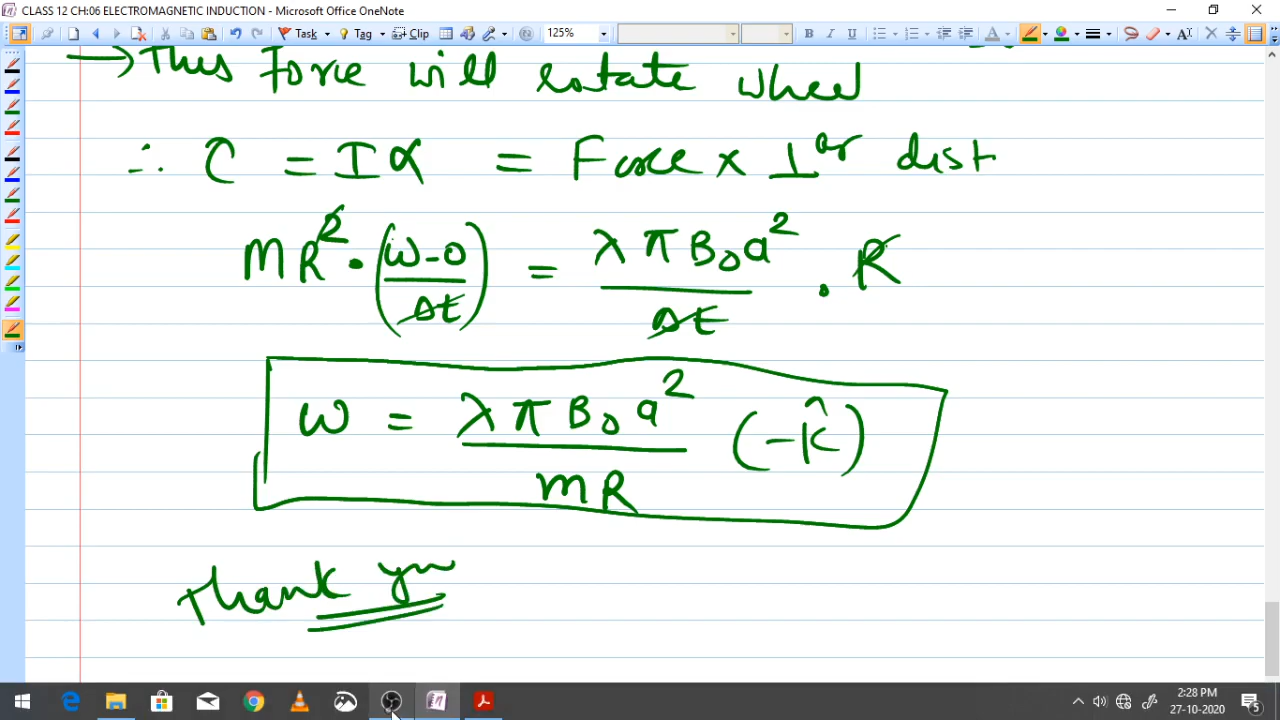 CLASS 12 CH:06 ELECTROMAGNETIC INDUCTION - Microsoft Office OneNote
Task Tag Clip 125% B I U A
→ This Force will rotate wheel
∴ C = Iα = Force x ⊥ar dist
mR² · (ω-0/Δt) = λπB₀a²/Δt · R
ω = λπB₀a²/mR (-k̂)
Thank you
2:28 PM
27-10-2020
5